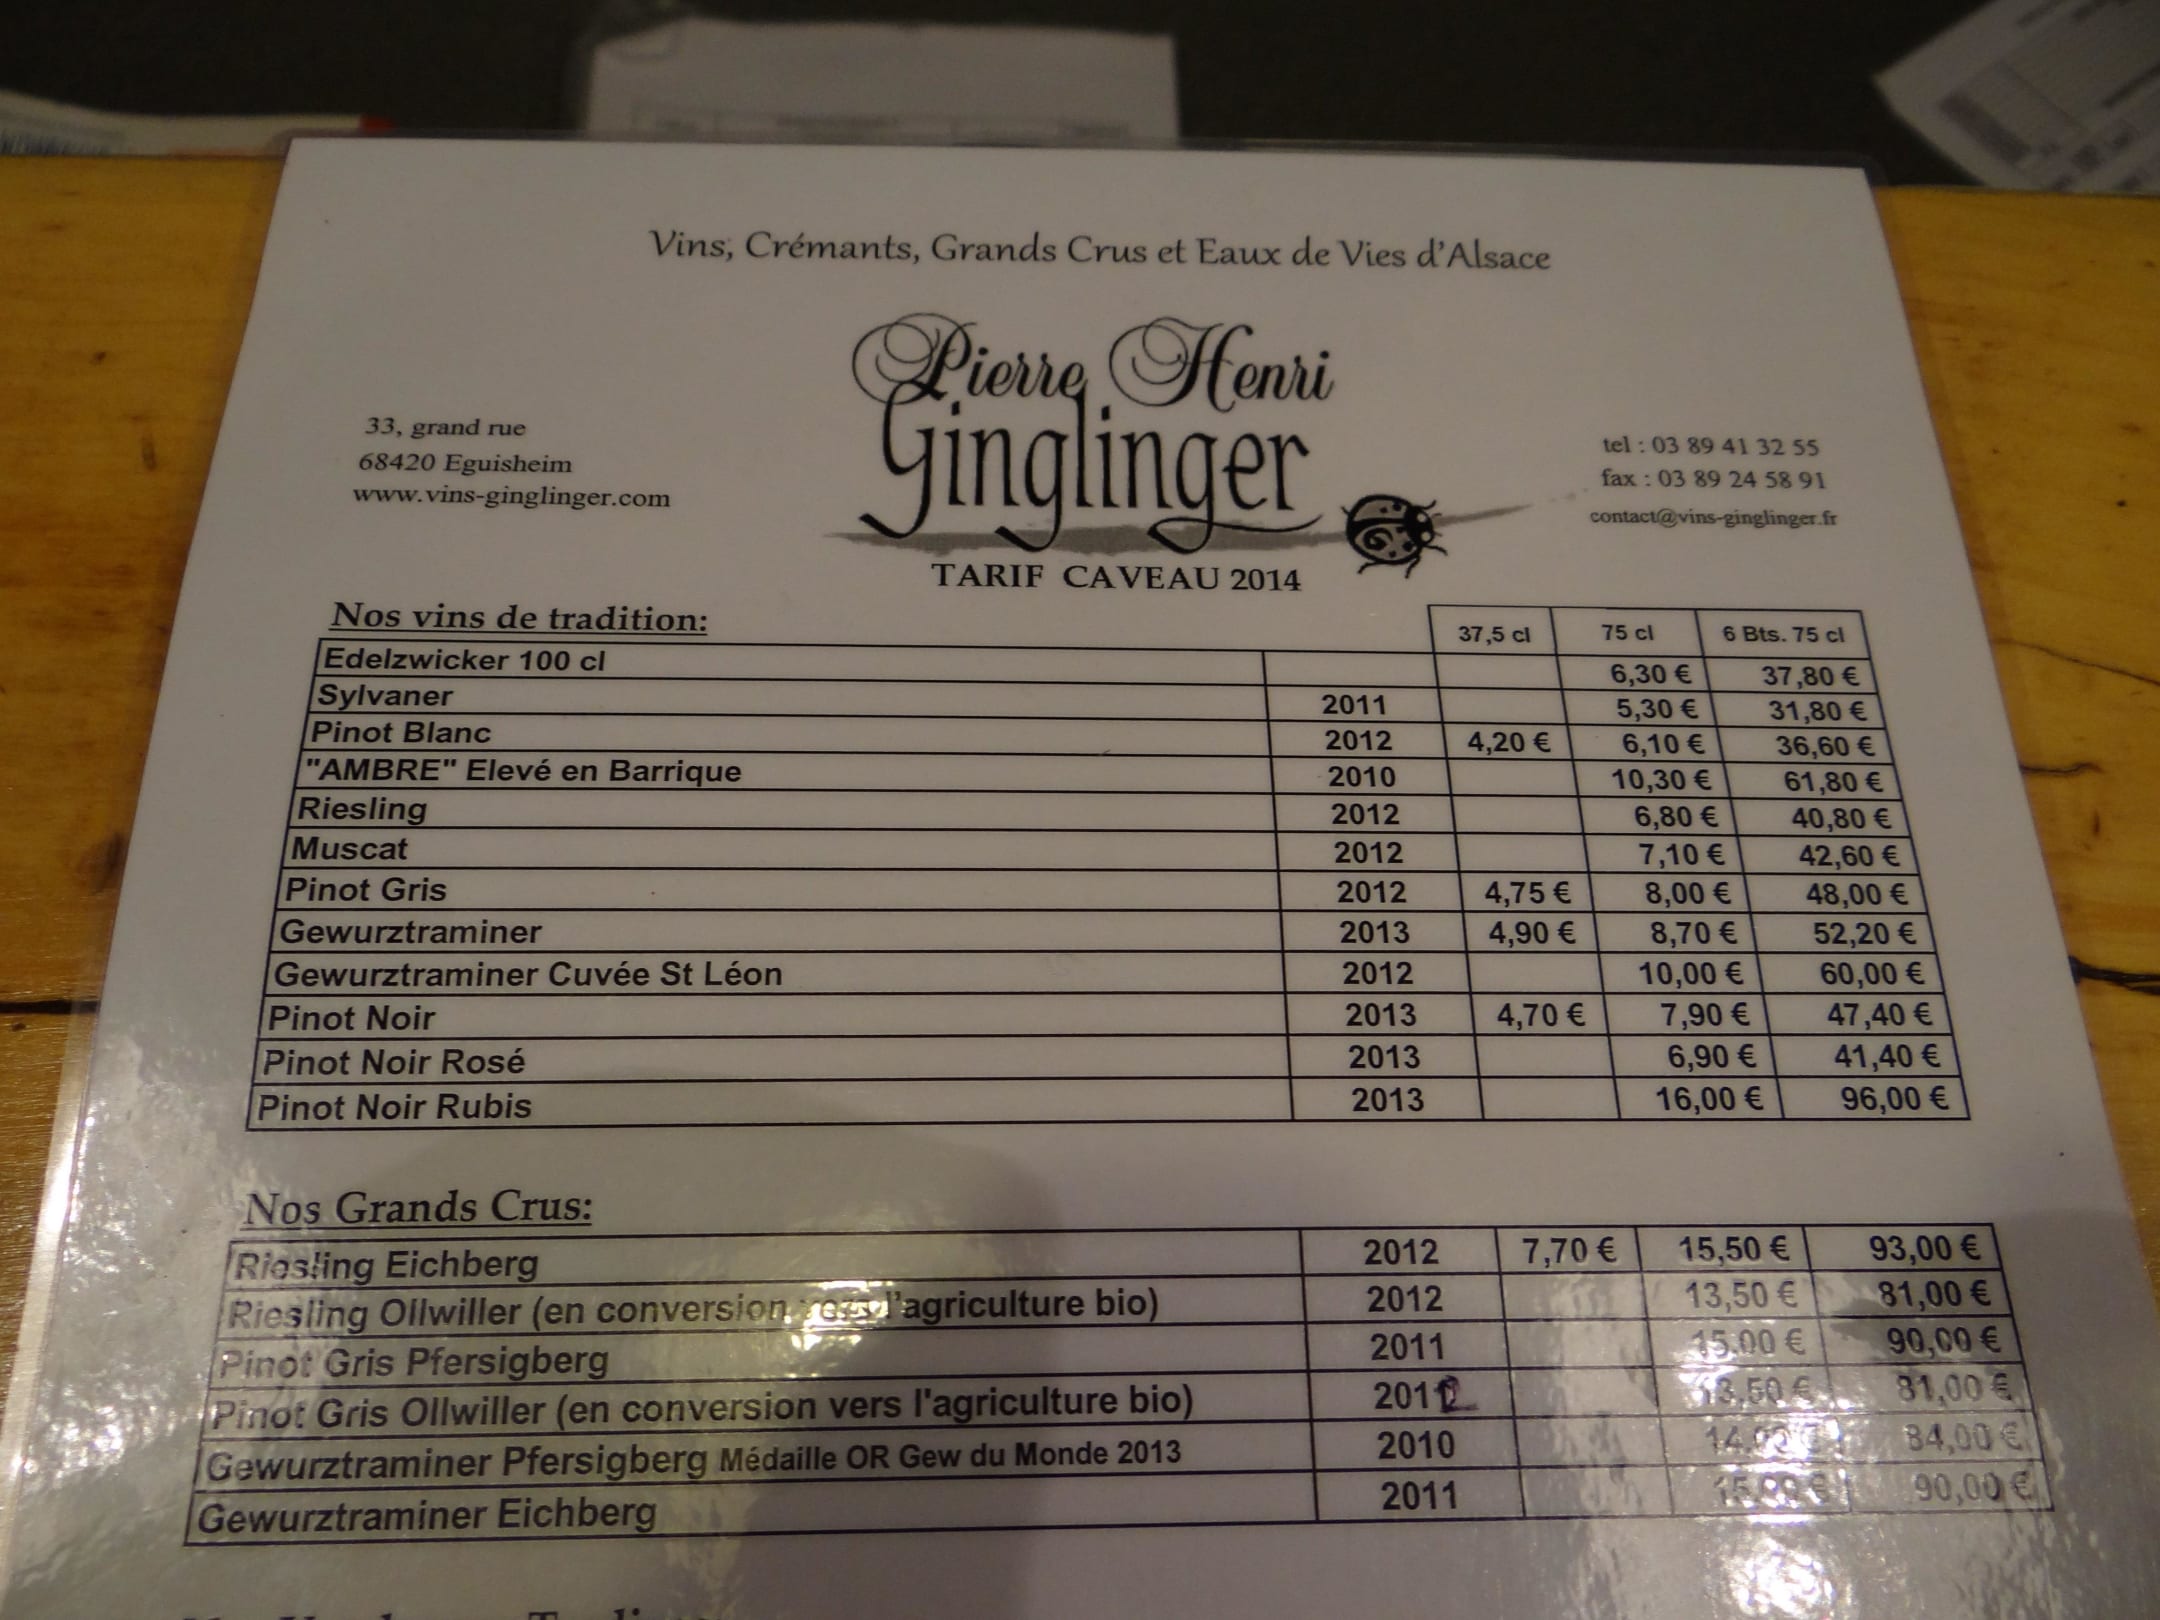 Vins, Crémants, Grands Crus et Eaux de Vies d'Alsace
Pierre Henri
Ginglinger
33, grand rue
68420 Eguisheim
www.vins-ginglinger.com
tel : 03 89 41 32 55
fax : 03 89 24 58 91
contact@vins-ginglinger.fr
TARIF CAVEAU 2014
Nos vins de tradition:
37,5 cl 75 cl 6 Bts. 75 cl
Edelzwicker 100 cl 6,30 € 37,80 €
Sylvaner 2011 5,30 € 31,80 €
Pinot Blanc 2012 4,20 € 6,10 € 36,60 €
"AMBRE" Elevé en Barrique 2010 10,30 € 61,80 €
Riesling 2012 6,80 € 40,80 €
Muscat 2012 7,10 € 42,60 €
Pinot Gris 2012 4,75 € 8,00 € 48,00 €
Gewurztraminer 2013 4,90 € 8,70 € 52,20 €
Gewurztraminer Cuvée St Léon 2012 10,00 € 60,00 €
Pinot Noir 2013 4,70 € 7,90 € 47,40 €
Pinot Noir Rosé 2013 6,90 € 41,40 €
Pinot Noir Rubis 2013 16,00 € 96,00 €
Nos Grands Crus:
Riesling Eichberg 2012 7,70 € 15,50 € 93,00 €
Riesling Ollwiller (en conversion vers l'agriculture bio) 2012 13,50 € 81,00 €
Pinot Gris Pfersigberg 2011 15,00 € 90,00 €
Pinot Gris Ollwiller (en conversion vers l'agriculture bio) 2012 13,50 € 81,00 €
Gewurztraminer Pfersigberg Médaille OR Gew du Monde 2013 2010 14,00 € 84,00 €
Gewurztraminer Eichberg 2011 15,00 € 90,00 €